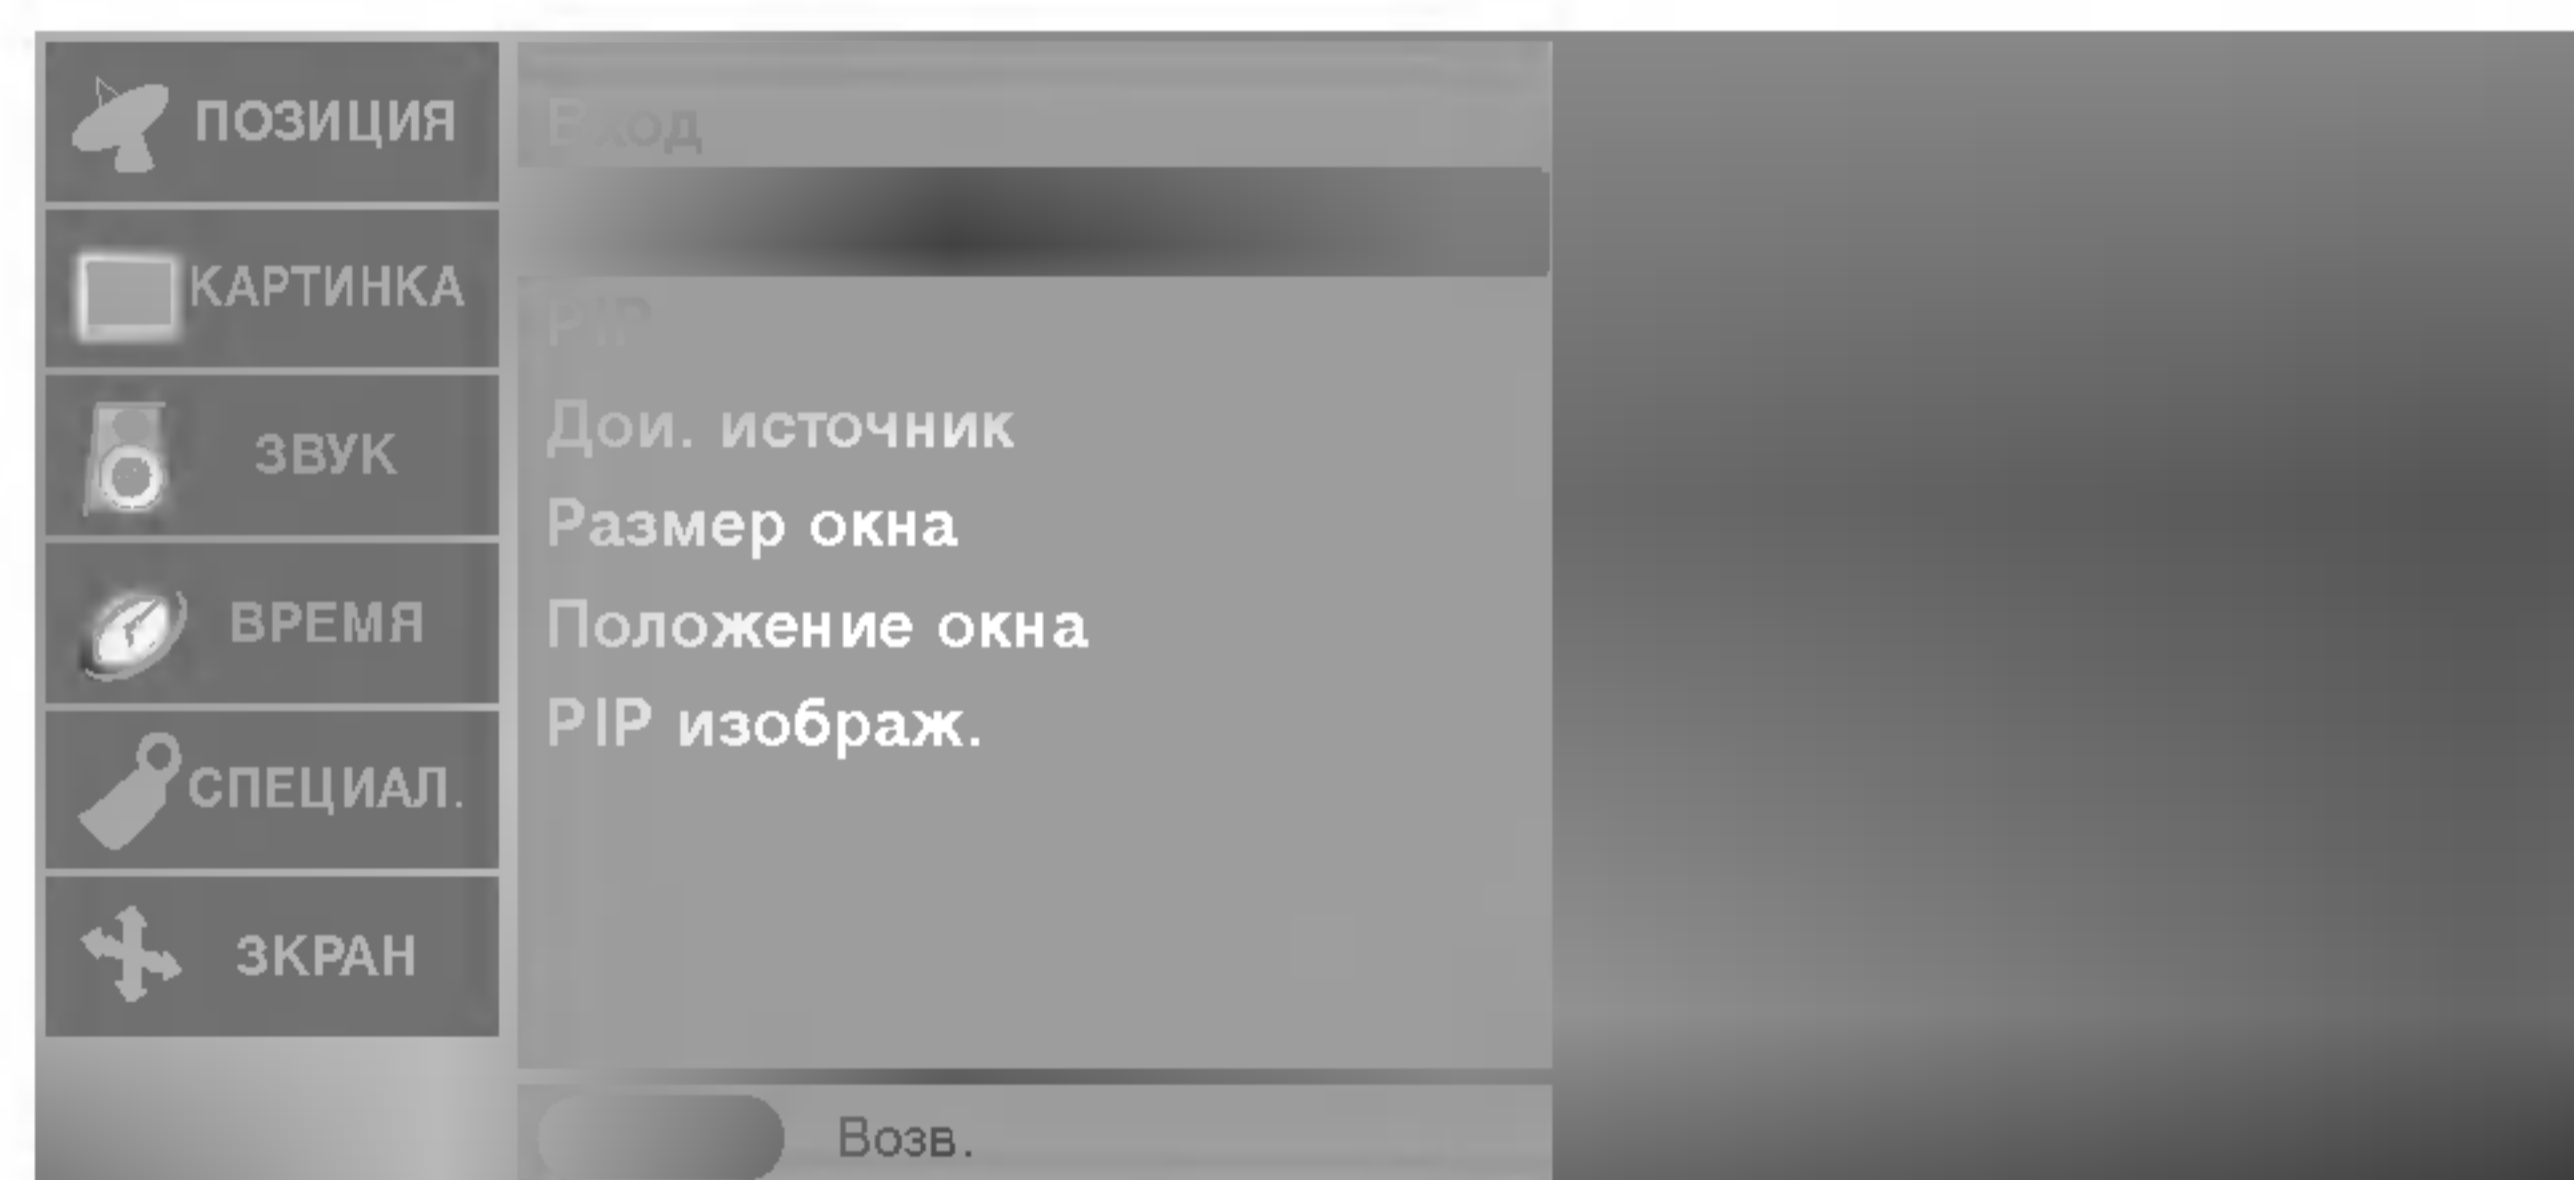 ПОЗИЦИЯ
КАРТИНКА
ЗВУК
ВРЕМЯ
СПЕЦИАЛ.
ЗКРАН
Вход
PIP
Дои. источник
Размер окна
Положение окна
PIP изображ.
Возв.